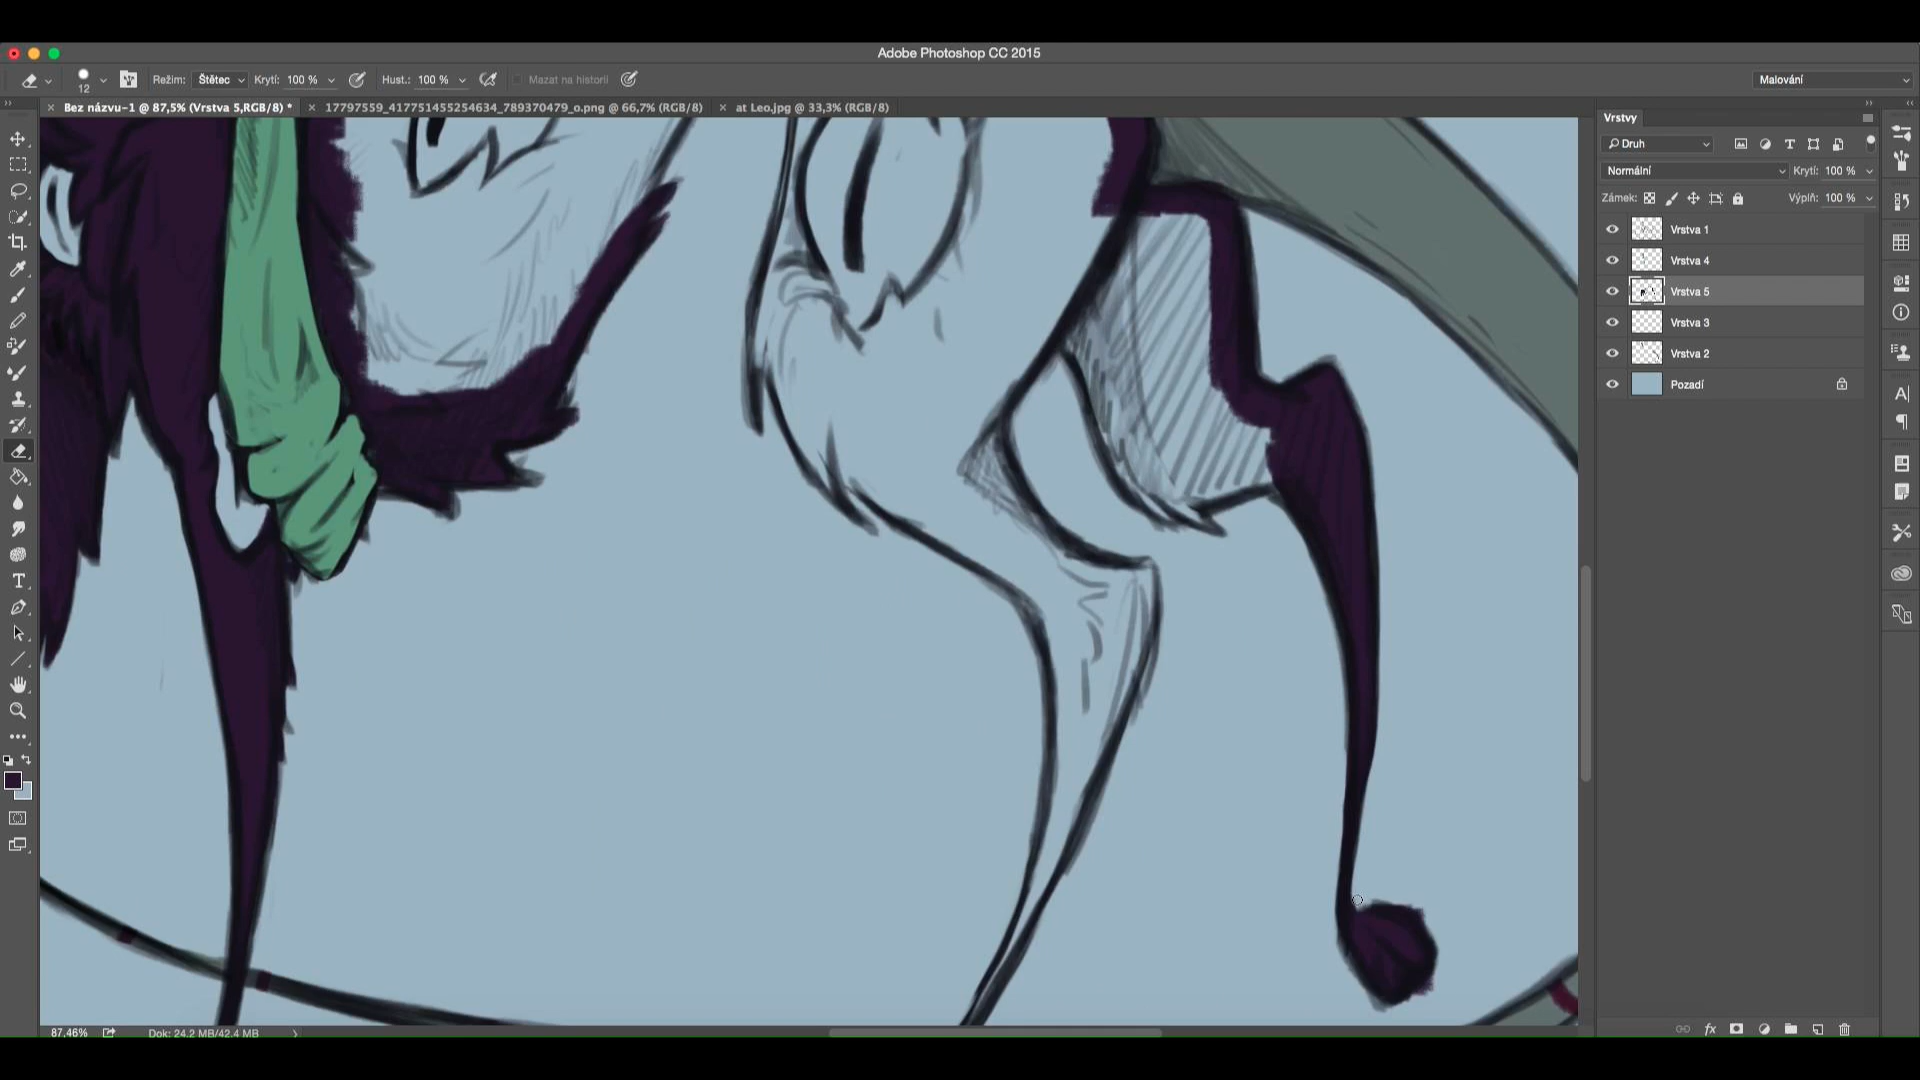 Adobe Photoshop CC 2015
12
Režim: Štětec Krytí: 100 % Hust.: 100 % Mazat na historii Malování
Bez názvu-1 @ 87,5% (Vrstva 5,RGB/8) * 17797559_417751455254634_789370479_o.png @ 66,7% (RGB/8) at Leo.jpg @ 33,3% (RGB/8)
Vrstvy
Druh
Normální Krytí: 100 %
Zámek: Výplň: 100 %
Vrstva 1
Vrstva 4
Vrstva 5
Vrstva 3
Vrstva 2
Pozadí
87,46% Dok: 24,2 MB/42,4 MB